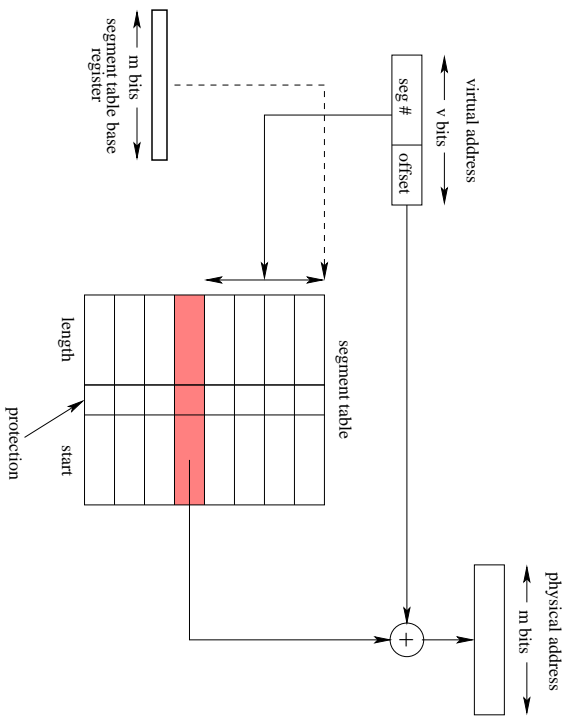 virtual address
v bits
seg #
offset
physical address
m bits
+
segment table
m bits
segment table base
register
length
start
protection